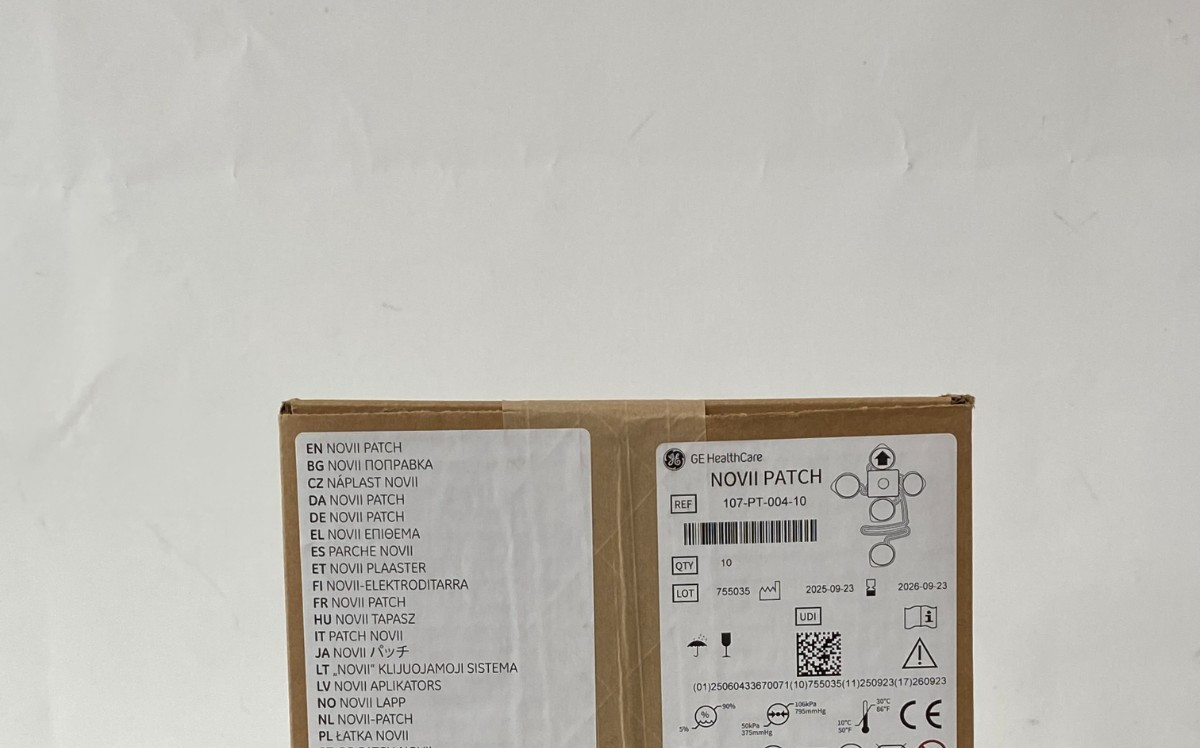 EN NOVII PATCH
BG NOVII ПОПРАВКА
CZ NÁPLAST NOVII
DA NOVII PATCH
DE NOVII PATCH
EL NOVII ΕΠΙΘΕΜΑ
ES PARCHE NOVII
ET NOVII PLAASTER
FI NOVII-ELEKTRODITARRA
FR NOVII PATCH
HU NOVII TAPASZ
IT PATCH NOVII
JA NOVII パッチ
LT „NOVII" KLIJUOJAMOJI SISTEMA
LV NOVII APLIKATORS
NO NOVII LAPP
NL NOVII-PATCH
PL ŁATKA NOVII
GE HealthCare
NOVII PATCH
REF 107-PT-004-10
QTY 10
LOT 755035 2025-09-23 2026-09-23
UDI
(01)25060433670071(10)755035(11)250923(17)260923
5% % 90%
50kPa 375mmHg 106kPa 795mmHg
10°C 50°F 30°C 86°F
CE